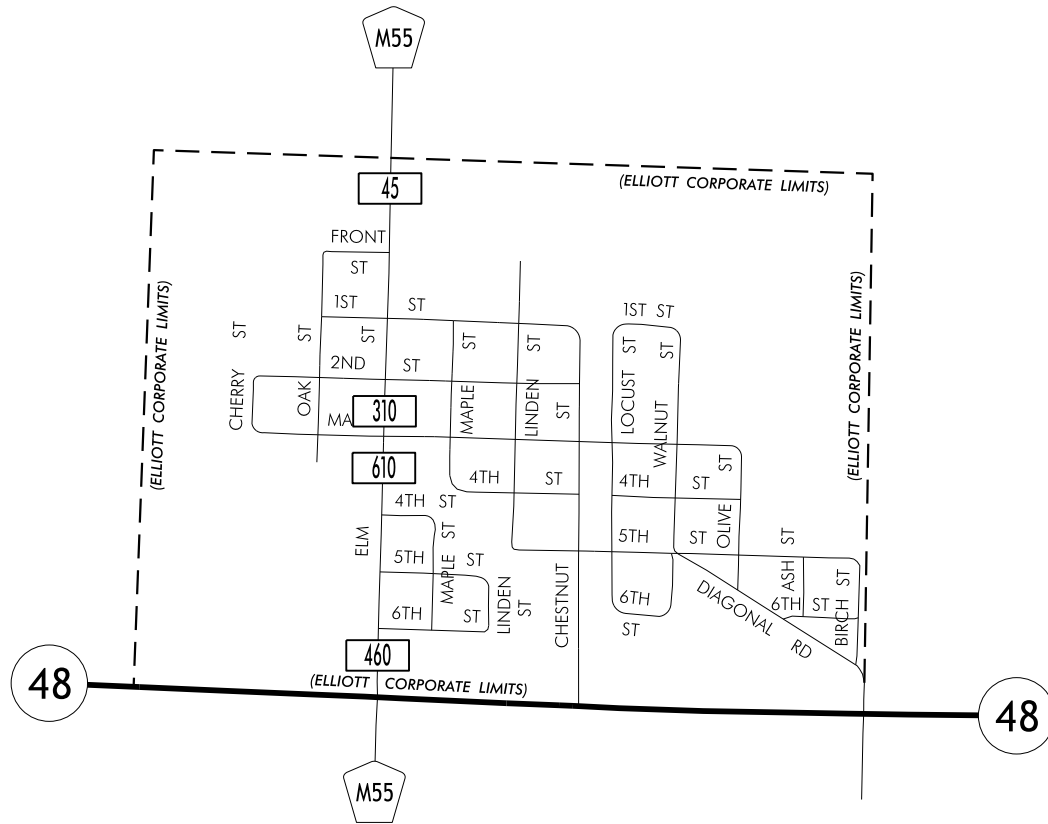 M55
45
(ELLIOTT CORPORATE LIMITS)
FRONT
ST
1ST ST
1ST ST
CHERRY ST
OAK ST
ST
MAPLE ST
LINDEN ST
LOCUST ST
WALNUT ST
(ELLIOTT CORPORATE LIMITS)
(ELLIOTT CORPORATE LIMITS)
2ND ST
310
MA
ST
610
4TH ST
4TH ST
OLIVE ST
4TH ST
ELM
5TH ST
MAPLE ST
5TH ST
ASH ST
LINDEN ST
CHESTNUT
6TH ST
6TH
ST
DIAGONAL RD
6TH ST
BIRCH ST
460
(ELLIOTT CORPORATE LIMITS)
48
48
M55